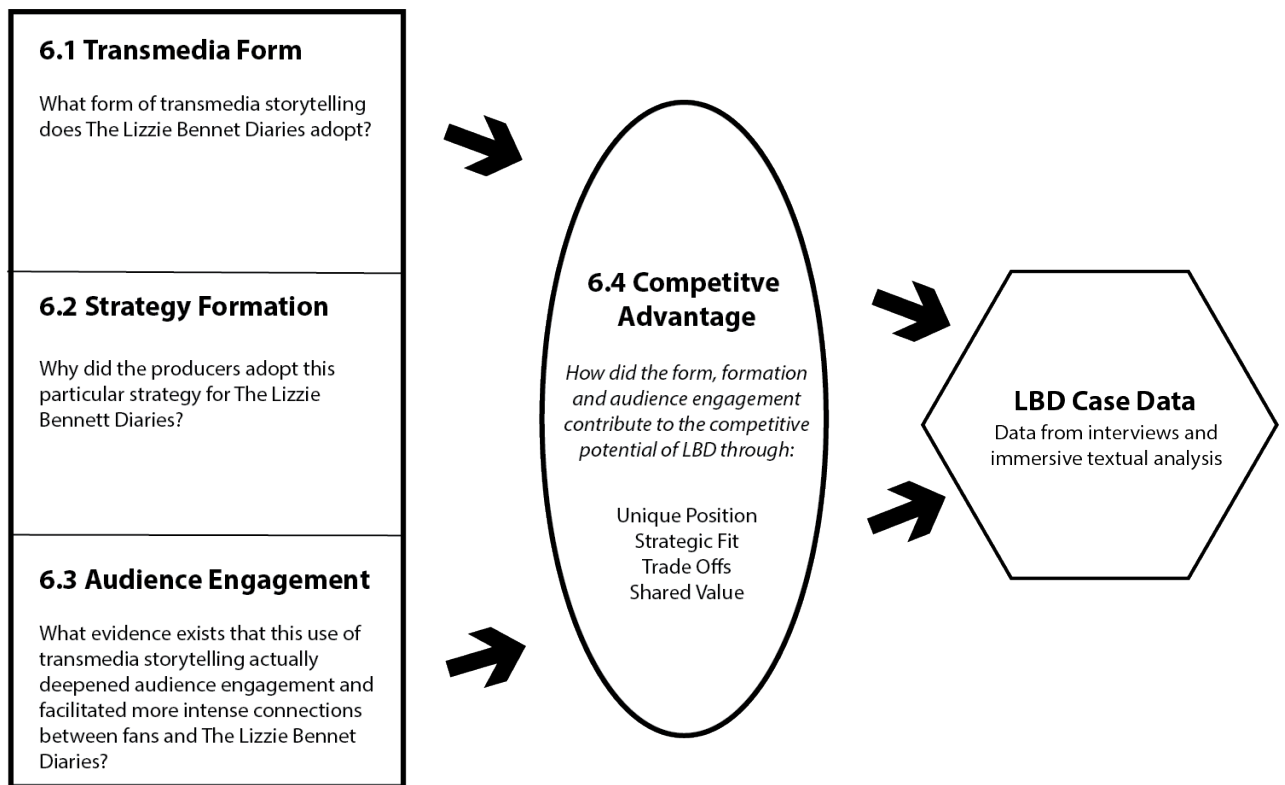 6.1 Transmedia Form
What form of transmedia storytelling
does The Lizzie Bennet Diaries adopt?
6.2 Strategy Formation
Why did the producers adopt this
particular strategy for The Lizzie
Bennett Diaries?
6.3 Audience Engagement
What evidence exists that this use of
transmedia storytelling actually
deepened audience engagement and
facilitated more intense connections
between fans and The Lizzie Bennet
Diaries?
6.4 Competitve
Advantage
How did the form, formation
and audience engagement
contribute to the competitive
potential of LBD through:
Unique Position
Strategic Fit
Trade Offs
Shared Value
LBD Case Data
Data from interviews and
immersive textual analysis